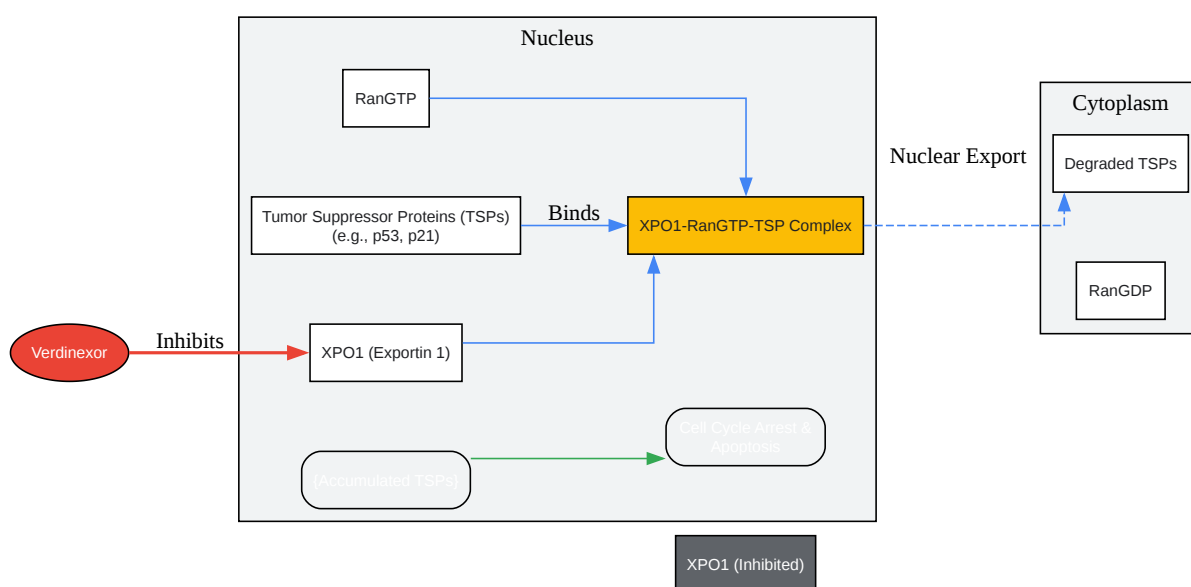 Nucleus
RanGTP
Cytoplasm
Nuclear Export
Degraded TSPs
Tumor Suppressor Proteins (TSPs)
(e.g., p53, p21)
Binds
XPO1-RanGTP-TSP Complex
RanGDP
Verdinexor
Inhibits
XPO1 (Exportin 1)
Cell Cycle Arrest &
Apoptosis
{Accumulated TSPs}
XPO1 (Inhibited)